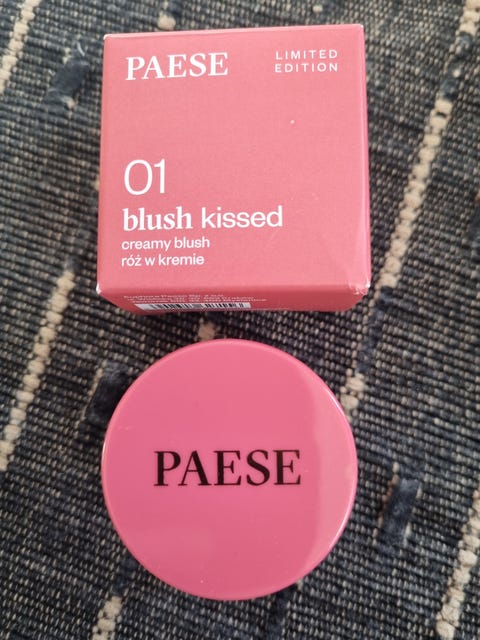 PAESE
LIMITED
EDITION
01
blush kissed
creamy blush
róż w kremie
PAESE